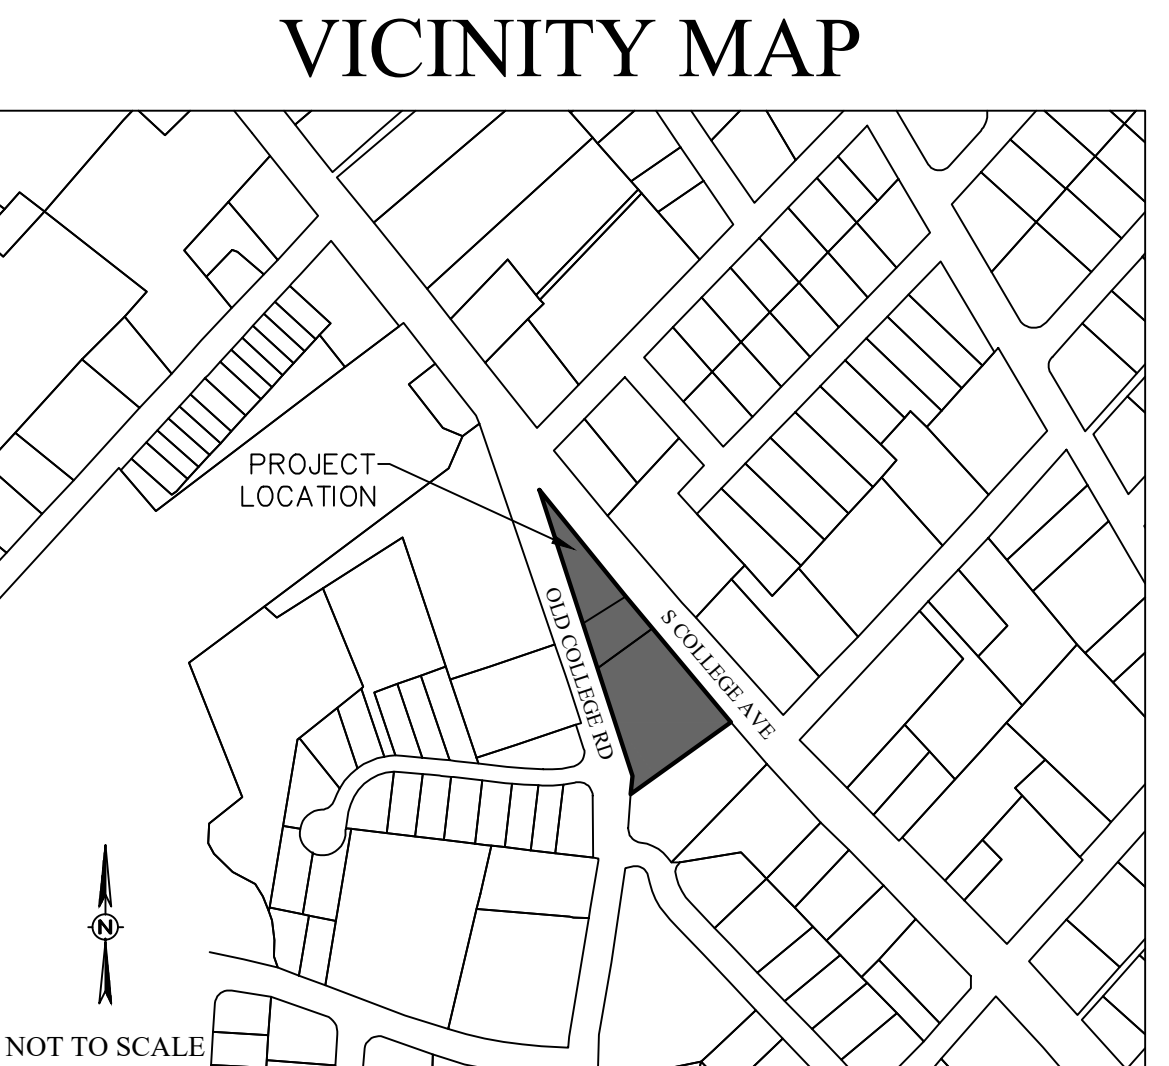 VICINITY MAP
PROJECT
LOCATION
OLD COLLEGE RD
S COLLEGE AVE
N
NOT TO SCALE